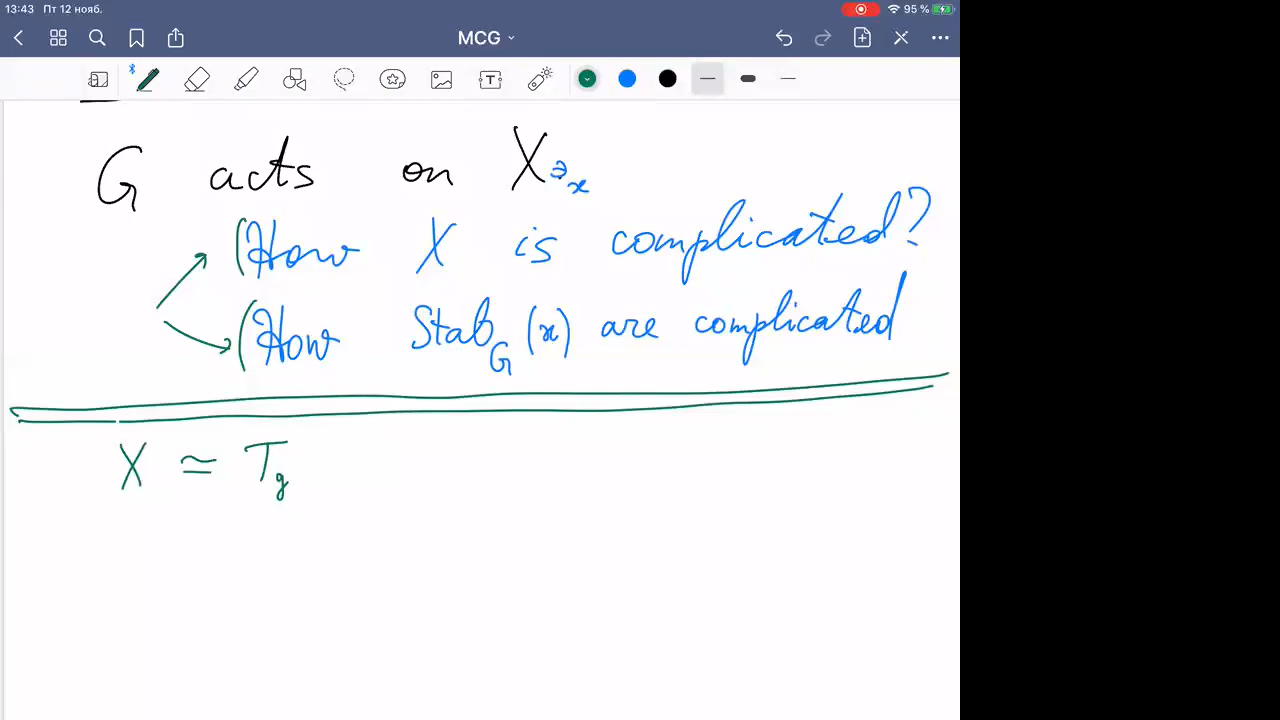 13:43 Пт 12 нояб. 95 %
MCG
T
G acts on X ∋ x
(How X is complicated?
(How Stab_G (x) are complicated
X ≃ T_g